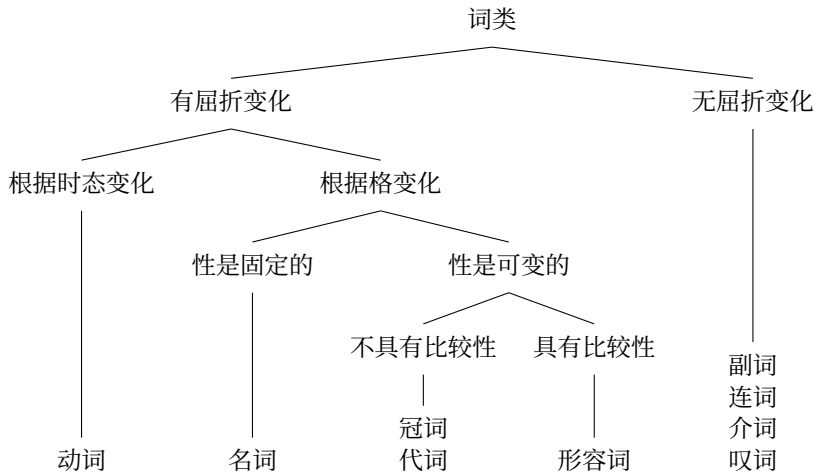 词类
有屈折变化
无屈折变化
根据时态变化
根据格变化
性是固定的
性是可变的
不具有比较性
具有比较性
动词
名词
冠词
代词
形容词
副词
连词
介词
叹词